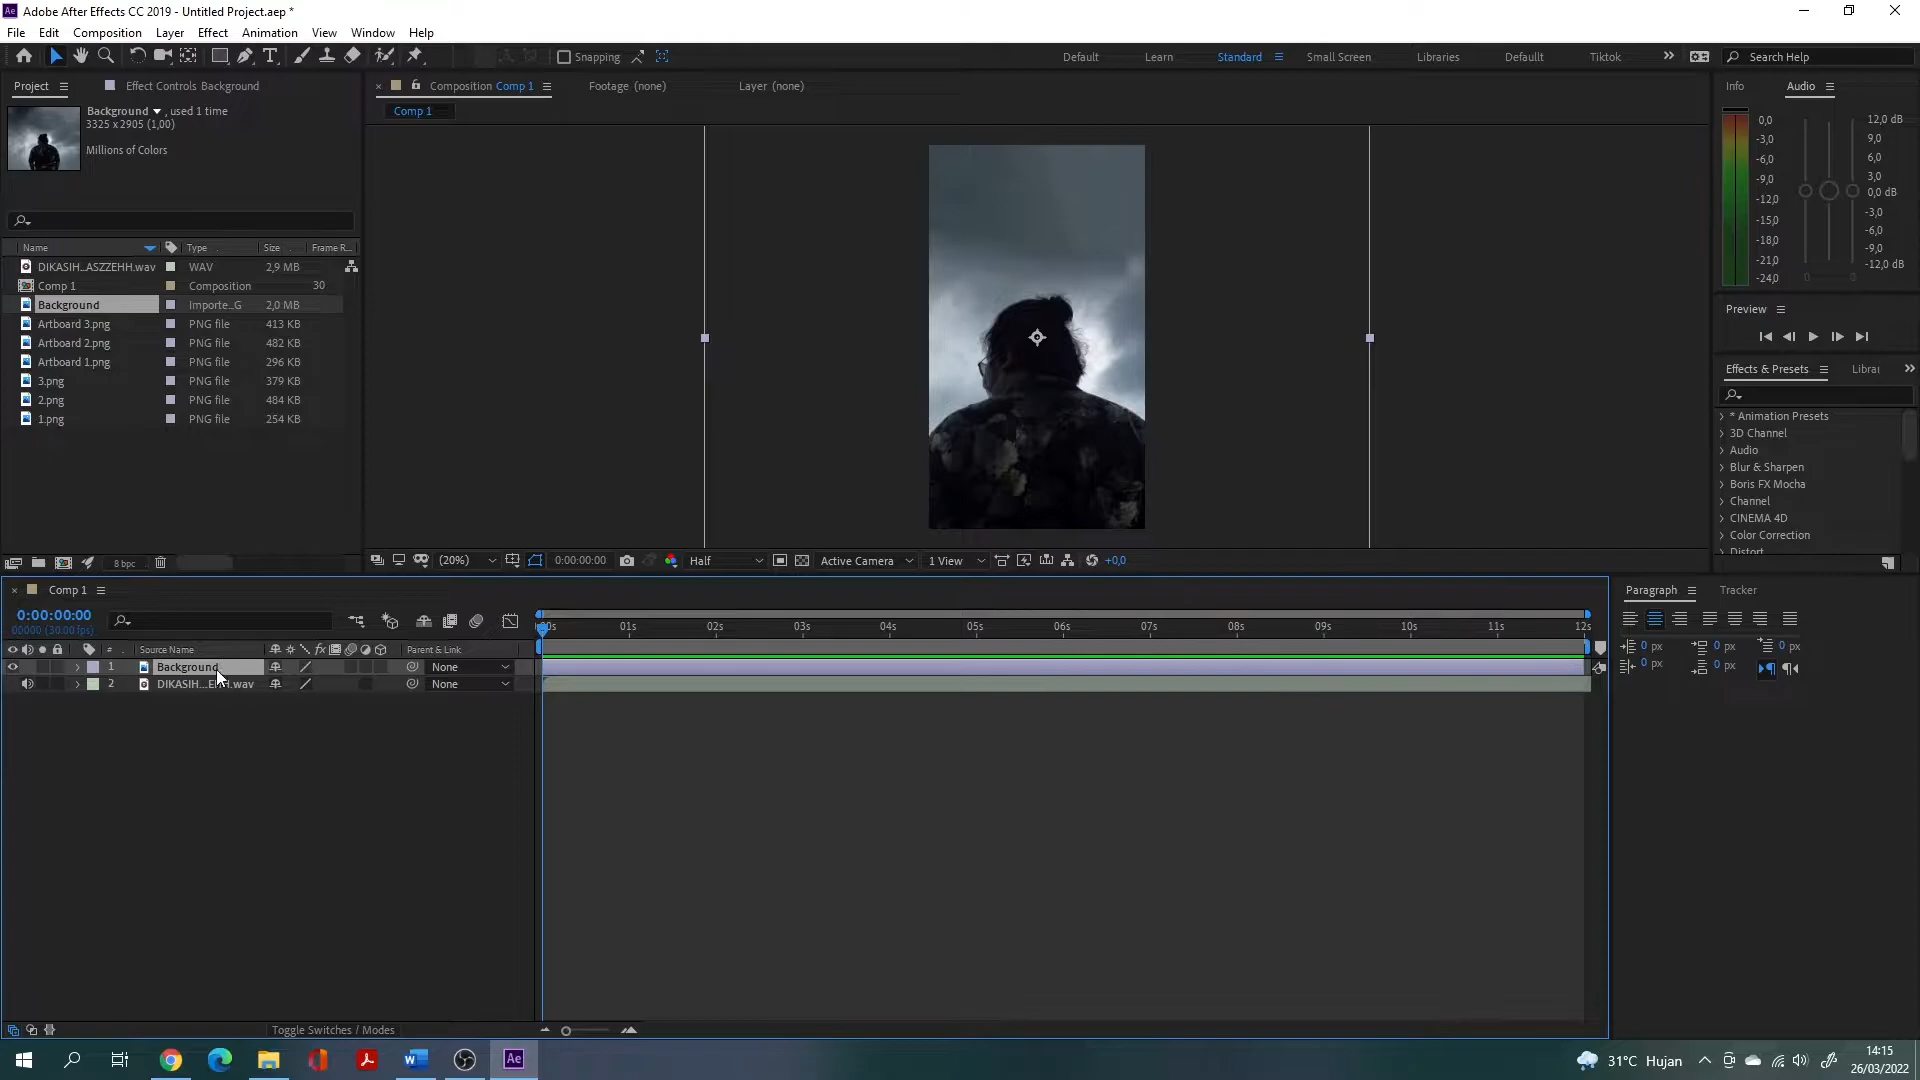 Adobe After Effects CC 2019 - Untitled Project.aep *
File Edit Composition Layer Effect Animation View Window Help
Snapping
Default Learn Standard Small Screen Libraries Defaullt Tiktok Search Help
Project Effect Controls Background
Background , used 1 time
3325 x 2905 (1,00)
Millions of Colors
Name Type Size Frame R...
DIKASIH...ASZZEHH.wav WAV 2,9 MB
Comp 1 Composition 30
Background Importe...G 2,0 MB
Artboard 3.png PNG file 413 KB
Artboard 2.png PNG file 482 KB
Artboard 1.png PNG file 296 KB
3.png PNG file 379 KB
2.png PNG file 484 KB
1.png PNG file 254 KB
8 bpc
Composition Comp 1 Footage (none) Layer (none)
Comp 1
(20%) 0:00:00:00 Half Active Camera 1 View +0,0
Info Audio
0,0 12,0 dB
-3,0 9,0
-6,0 6,0
-9,0 3,0
-12,0 0,0 dB
-15,0 -3,0
-18,0 -6,0
-21,0 -9,0
-24,0 -12,0 dB
0 0
Preview
Effects & Presets Librai
* Animation Presets
3D Channel
Audio
Blur & Sharpen
Boris FX Mocha
Channel
CINEMA 4D
Color Correction
Distort
Comp 1
0:00:00:00
00000 (30.00 fps)
# Source Name Parent & Link
1 Background None
2 DIKASIH...EHH.wav None
00s 01s 02s 03s 04s 05s 06s 07s 08s 09s 10s 11s 12s
Toggle Switches / Modes
Paragraph Tracker
0 px 0 px 0 px
0 px 0 px
31°C Hujan
14:15
26/03/2022